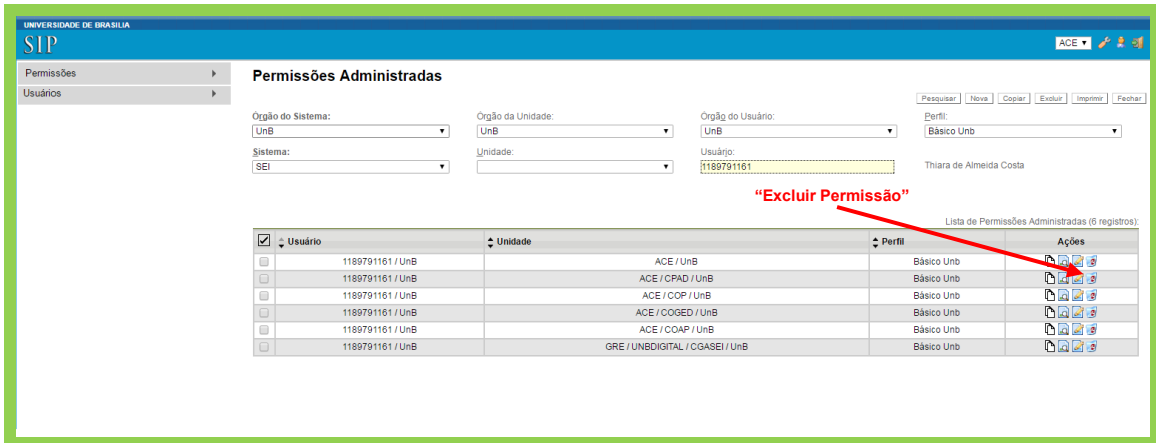 UNIVERSIDADE DE BRASILIA
SIP
ACE
Permissões
Usuários
Permissões Administradas
Pesquisar Nova Copiar Excluir Imprimir Fechar
Órgão do Sistema: Órgão da Unidade: Órgão do Usuário: Perfil:
UnB UnB UnB Básico Unb
Sistema: Unidade: Usuário:
SEI 1189791161 Thiara de Almeida Costa
“Excluir Permissão”
Lista de Permissões Administradas (6 registros):
Usuário Unidade Perfil Ações
1189791161 / UnB ACE / UnB Básico Unb
1189791161 / UnB ACE / CPAD / UnB Básico Unb
1189791161 / UnB ACE / COP / UnB Básico Unb
1189791161 / UnB ACE / COGED / UnB Básico Unb
1189791161 / UnB ACE / COAP / UnB Básico Unb
1189791161 / UnB GRE / UNBDIGITAL / CGASEI / UnB Básico Unb